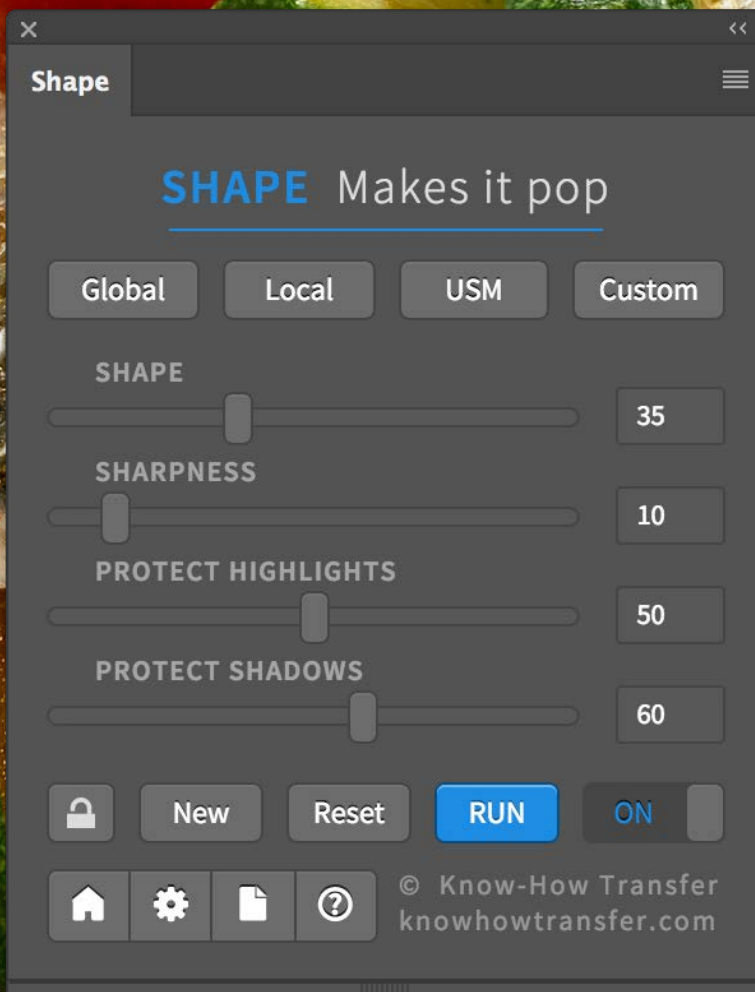 Shape
SHAPE Makes it pop
Global Local USM Custom
SHAPE
35
SHARPNESS
10
PROTECT HIGHLIGHTS
50
PROTECT SHADOWS
60
New Reset RUN ON
© Know-How Transfer
knowhowtransfer.com